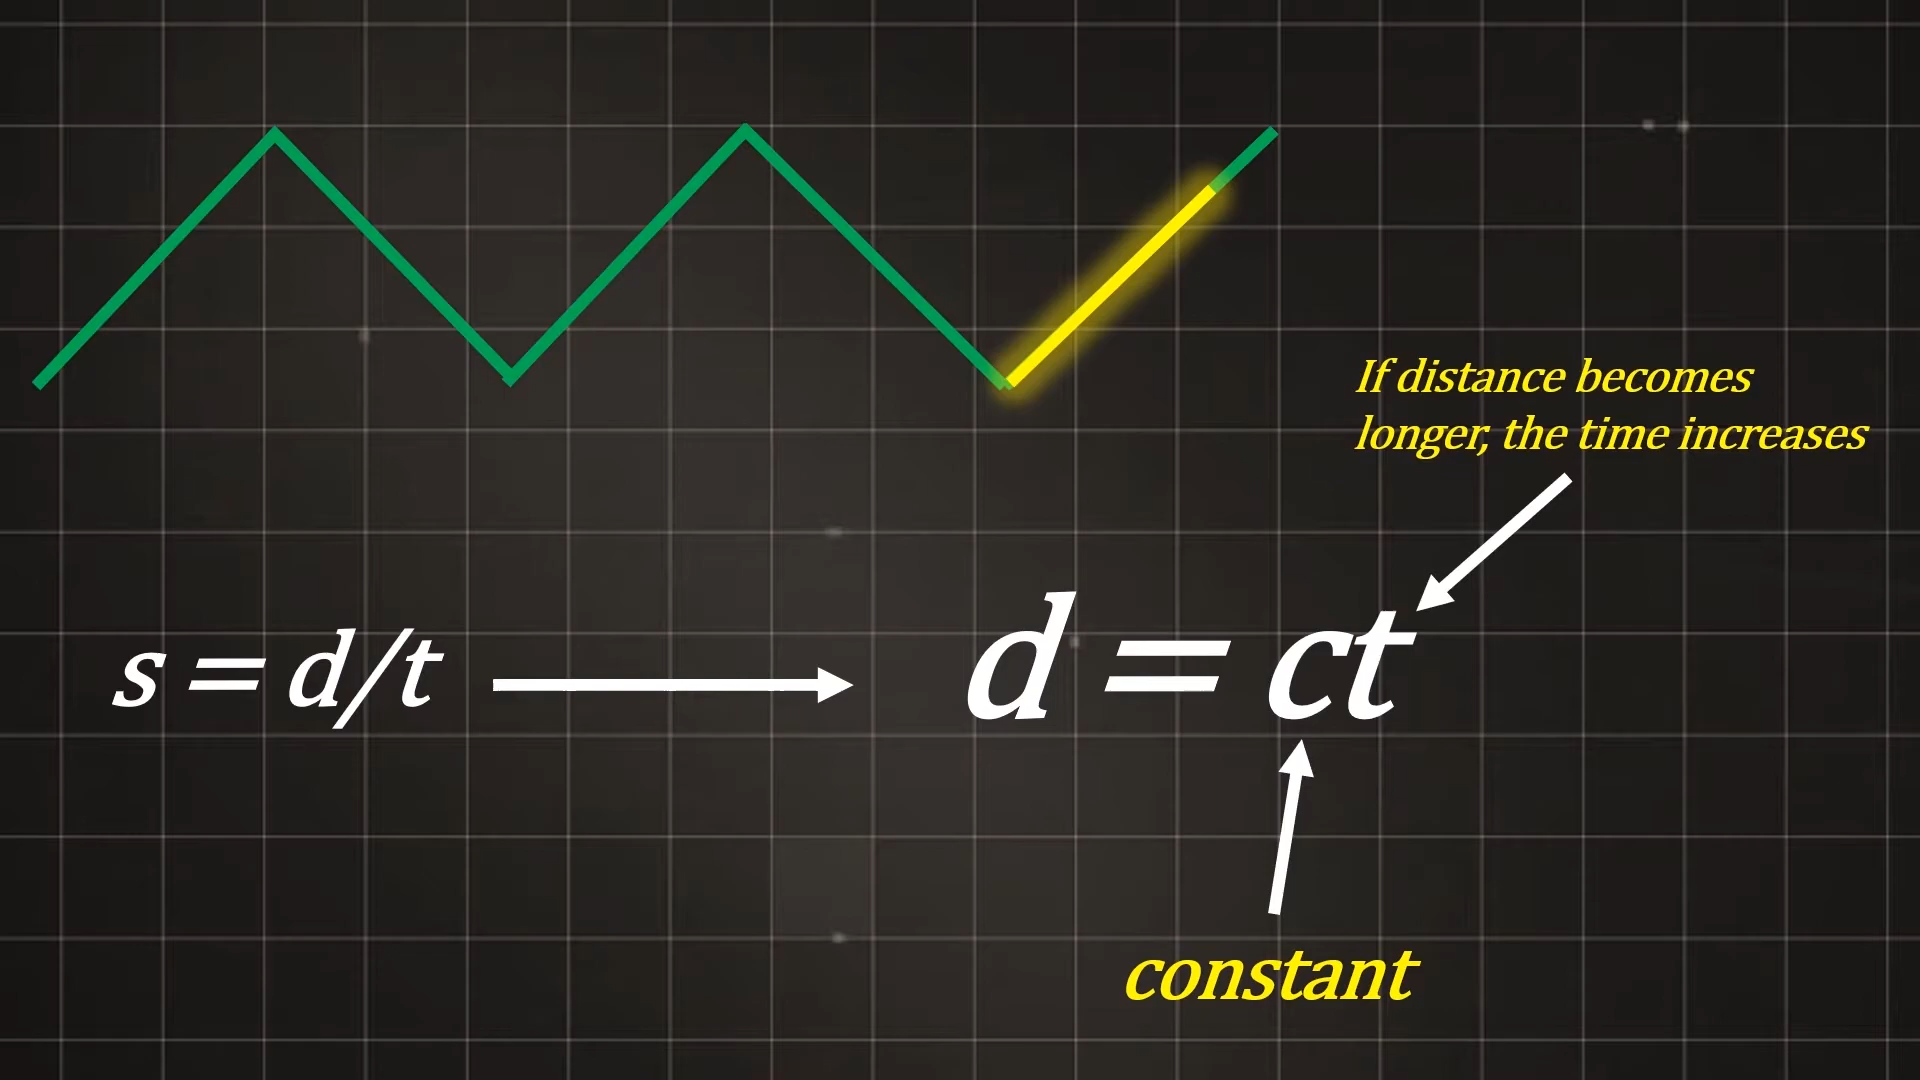 If distance becomes
longer, the time increases
s = d/t
d = ct
constant